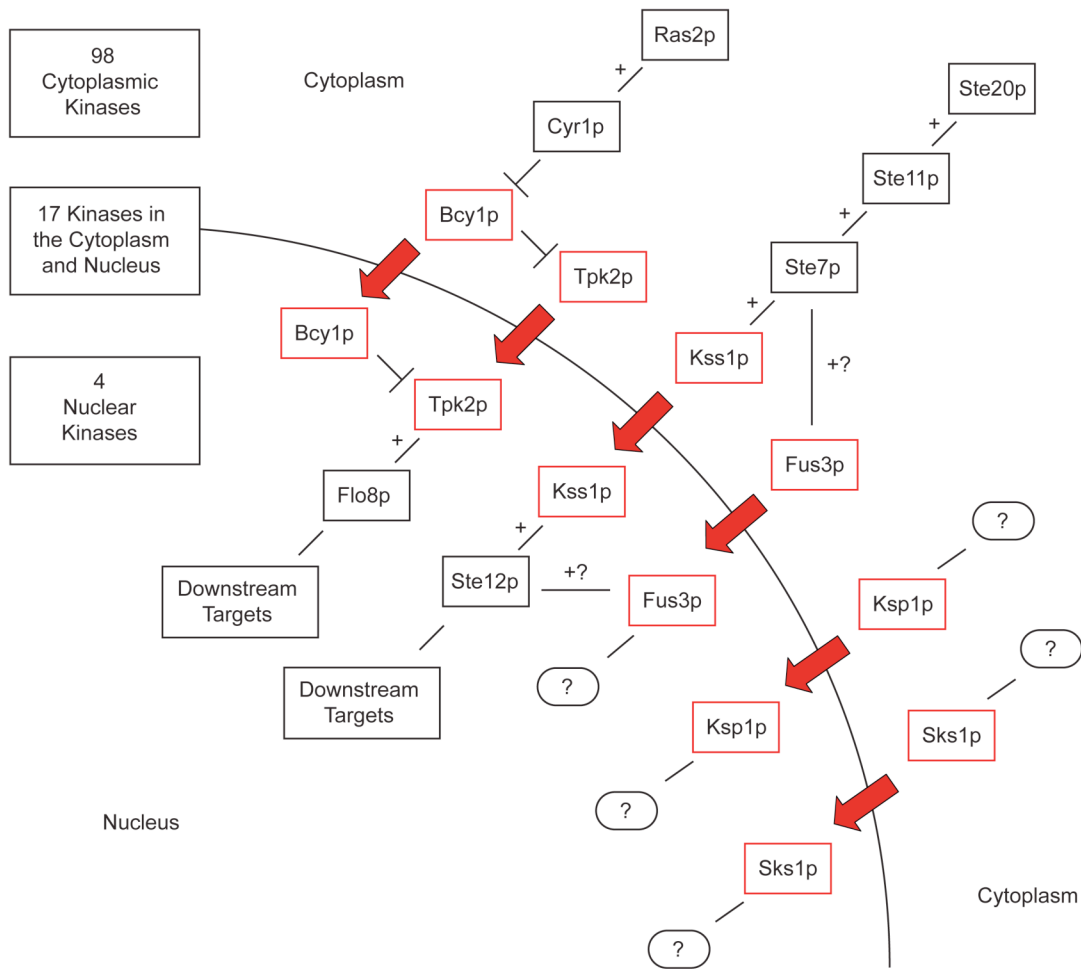 98
Cytoplasmic
Kinases
Cytoplasm
Ras2p
+
Cyr1p
Ste20p
+
Ste11p
+
Ste7p
17 Kinases in
the Cytoplasm
and Nucleus
Bcy1p
Tpk2p
+
Kss1p
+?
Fus3p
Bcy1p
Tpk2p
4
Nuclear
Kinases
+
Flo8p
Downstream
Targets
Kss1p
+
Ste12p
+?
Fus3p
?
Downstream
Targets
?
Ksp1p
?
Sks1p
Ksp1p
?
Sks1p
?
Nucleus
Cytoplasm